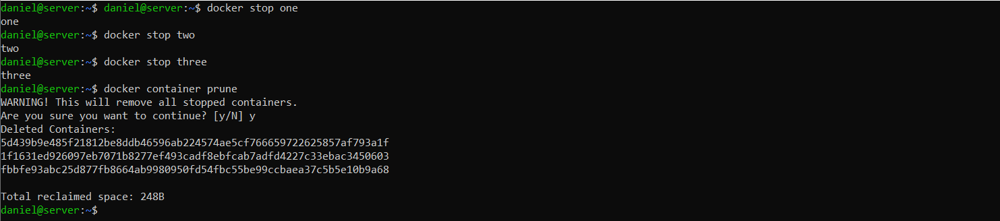 daniel@server:~$ daniel@server:~$ docker stop one
one
daniel@server:~$ docker stop two
two
daniel@server:~$ docker stop three
three
daniel@server:~$ docker container prune
WARNING! This will remove all stopped containers.
Are you sure you want to continue? [y/N] y
Deleted Containers:
5d439b9e485f21812be8ddb46596ab224574ae5cf766659722625857af793a1f
1f1631ed926097eb7071b8277ef493cadf8ebfcab7adfd4227c33ebac3450603
fbbfe93abc25d877fb8664ab9980950fd54fbc55be99ccbaea37c5b5e10b9a68
Total reclaimed space: 248B
daniel@server:~$